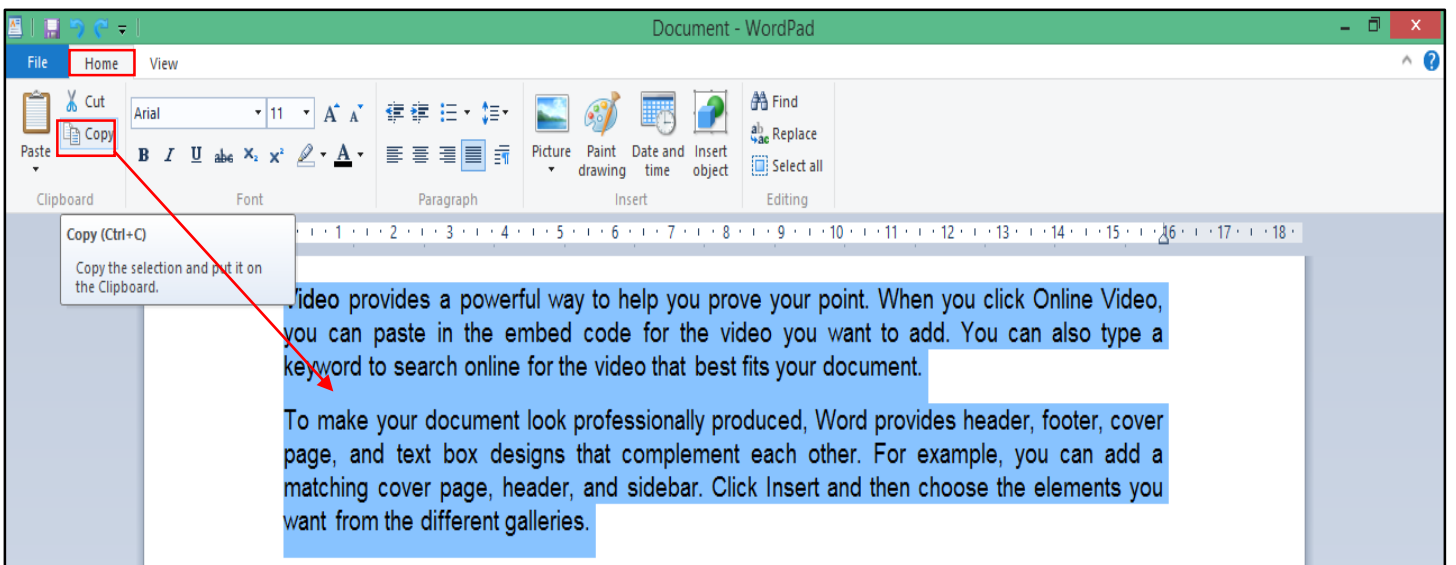 Document - WordPad
File Home View
Cut
Copy
Paste
Clipboard
Arial 11
A A
B I U abc X₂ X² A
Font
Paragraph
Picture
Paint drawing
Date and time
Insert object
Insert
Find
Replace
Select all
Editing
Copy (Ctrl+C)
Copy the selection and put it on
the Clipboard.
1 2 3 4 5 6 7 8 9 10 11 12 13 14 15 16 17 18
Video provides a powerful way to help you prove your point. When you click Online Video,
you can paste in the embed code for the video you want to add. You can also type a
keyword to search online for the video that best fits your document.
To make your document look professionally produced, Word provides header, footer, cover
page, and text box designs that complement each other. For example, you can add a
matching cover page, header, and sidebar. Click Insert and then choose the elements you
want from the different galleries.